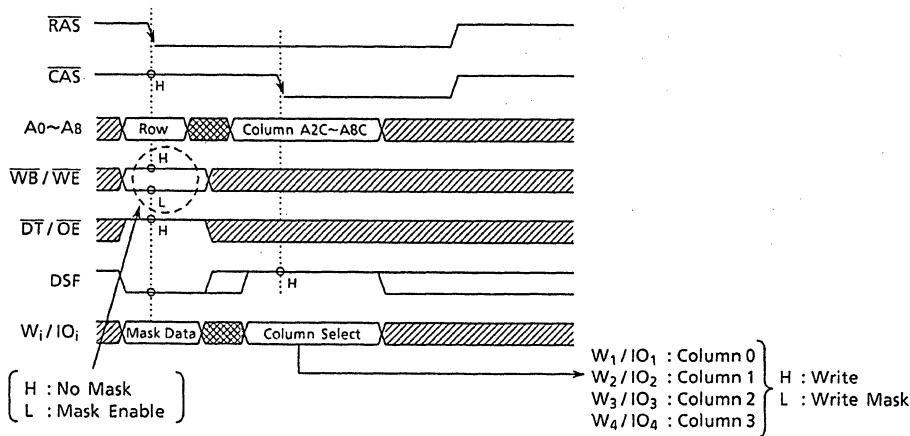 RAS
CAS
H
A0~A8
Row
Column A2C~A8C
WB / WE
H
L
DT / OE
H
DSF
H
Wi / IOi
Mask Data
Column Select
H : No Mask
L : Mask Enable
W1 / IO1 : Column 0
W2 / IO2 : Column 1
W3 / IO3 : Column 2
W4 / IO4 : Column 3
H : Write
L : Write Mask